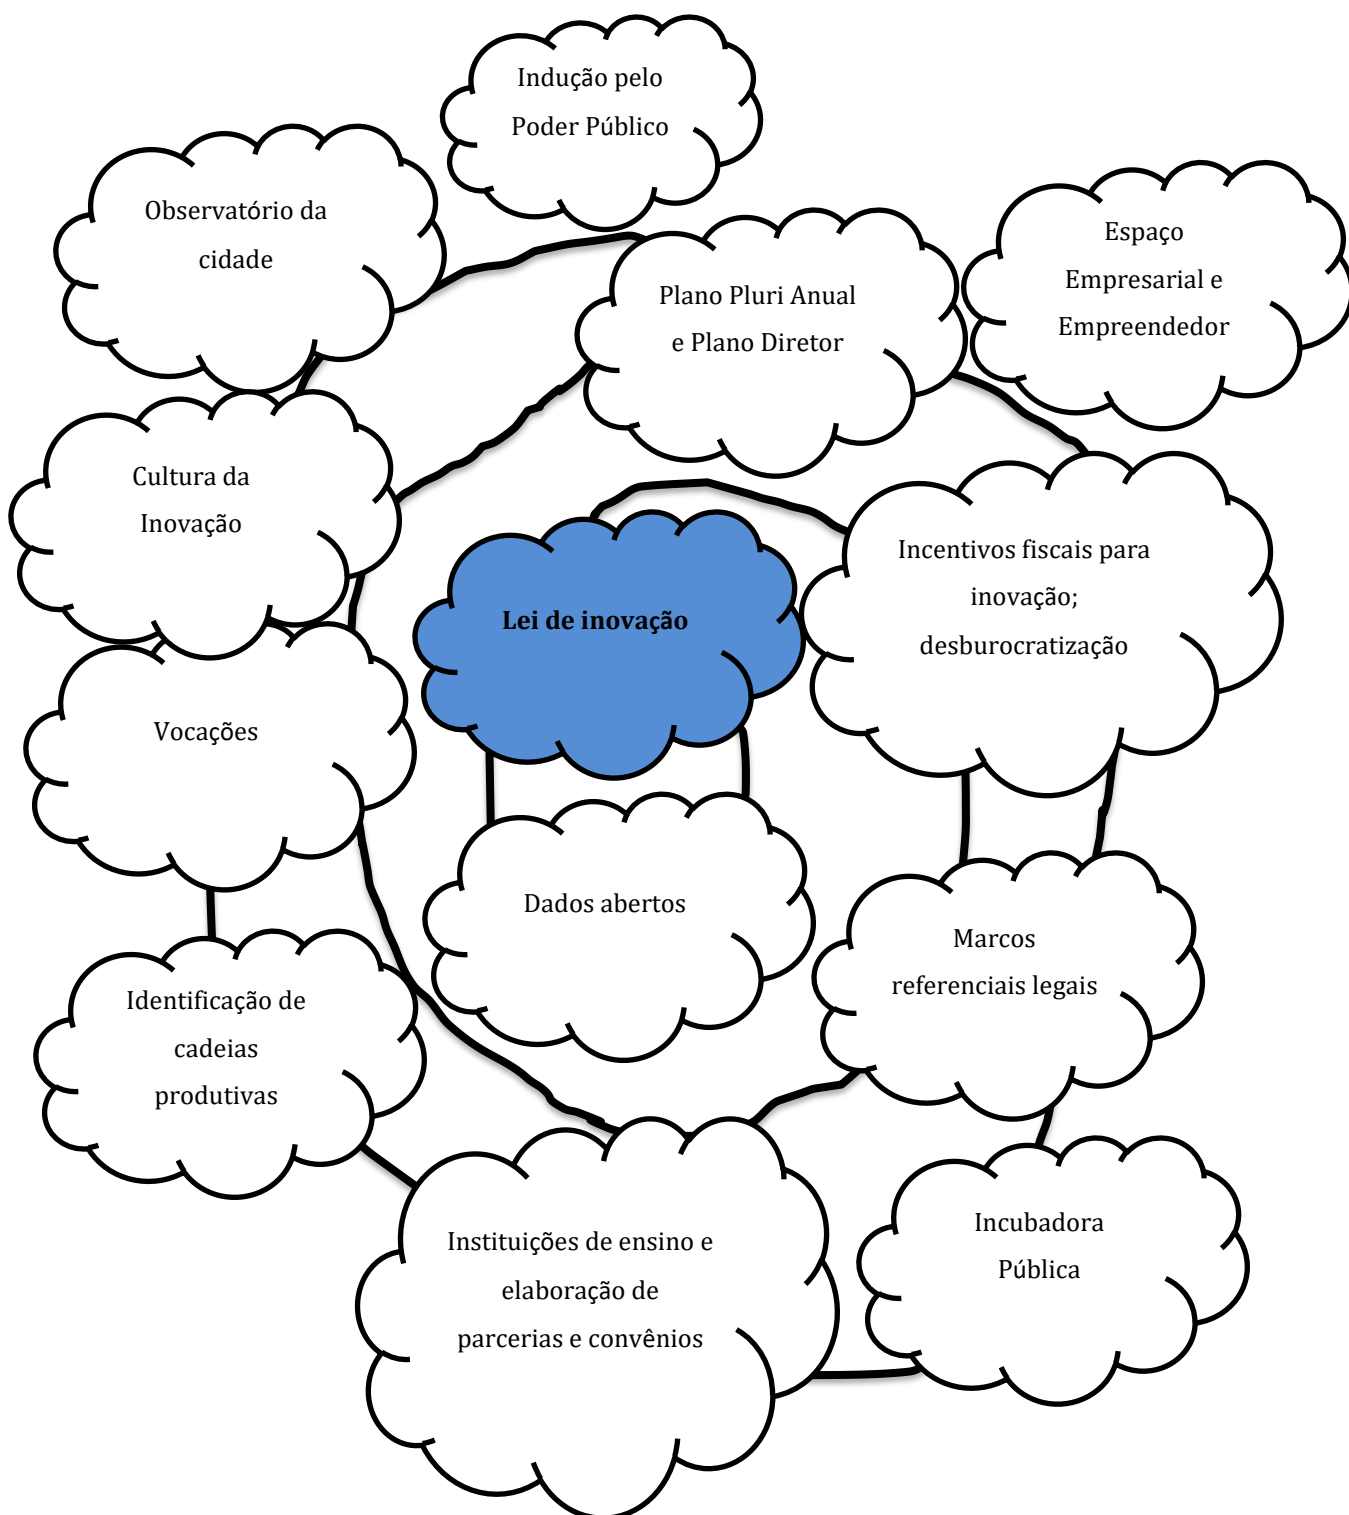 Indução pelo
Poder Público
Observatório da
cidade
Espaço
Empresarial e
Empreendedor
Plano Pluri Anual
e Plano Diretor
Cultura da
Inovação
Incentivos fiscais para
inovação;
desburocratização
Lei de inovação
Vocações
Dados abertos
Marcos
referenciais legais
Identificação de
cadeias
produtivas
Instituições de ensino e
elaboração de
parcerias e convênios
Incubadora
Pública